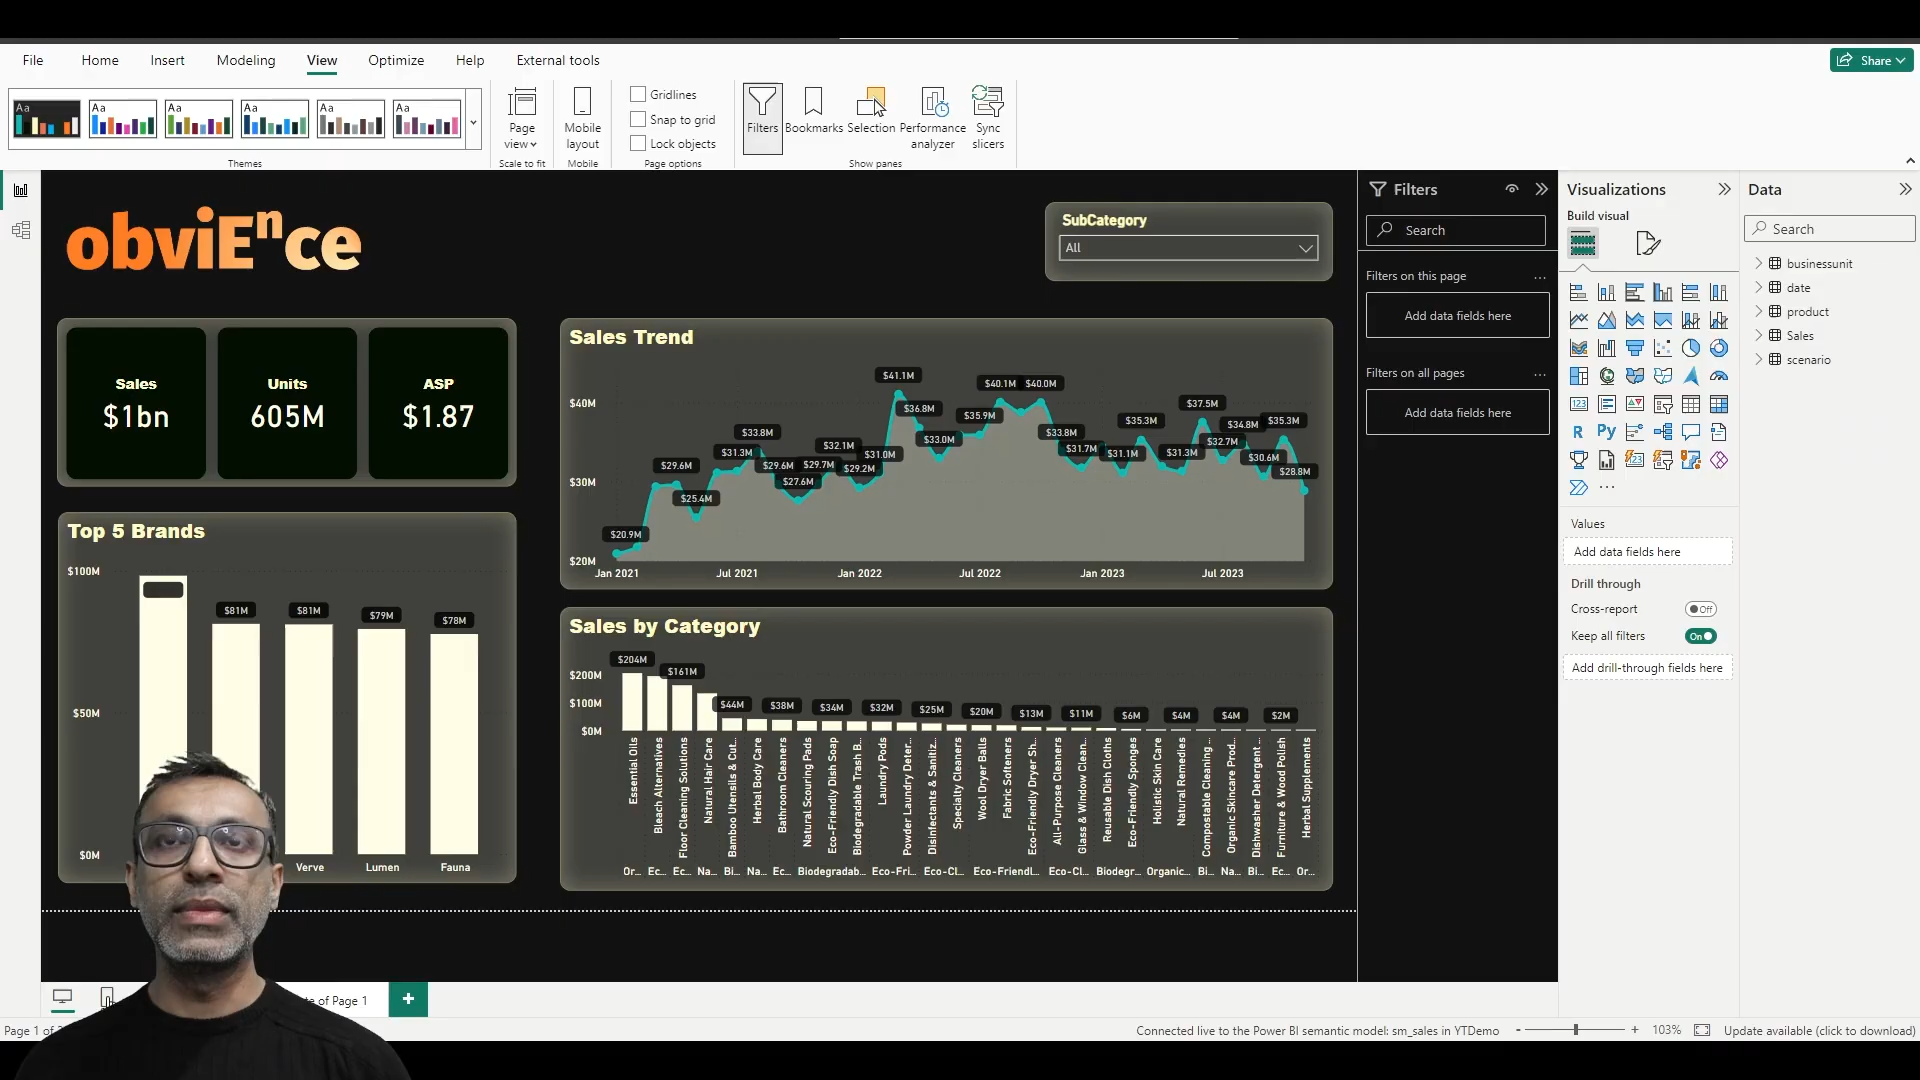 File Home Insert Modeling View Optimize Help External tools Share
Aa Aa Aa Aa Aa Aa
Gridlines
Snap to grid
Lock objects
Page view
Mobile layout
Filters Bookmarks Selection Performance analyzer Sync slicers
Themes Scale to fit Mobile Page options Show panes
obviEnce
SubCategory
All
Sales
$1bn
Units
605M
ASP
$1.87
Sales Trend
$40M
$30M
$20M
$20.9M $29.6M $25.4M $31.3M $33.8M $29.6M $27.6M $29.7M $32.1M $29.2M $31.0M $41.1M $36.8M $33.0M $35.9M $40.1M $40.0M $33.8M $31.7M $31.1M $35.3M $31.3M $37.5M $32.7M $34.8M $30.6M $35.3M $28.8M
Jan 2021 Jul 2021 Jan 2022 Jul 2022 Jan 2023 Jul 2023
Top 5 Brands
$100M
$50M
$0M
$81M $81M $79M $78M
Verve Lumen Fauna
Sales by Category
$200M
$100M
$0M
$204M $161M $44M $38M $34M $32M $25M $20M $13M $11M $6M $4M $4M $2M
Essential Oils
Bleach Alternatives
Floor Cleaning Solutions
Natural Hair Care
Bamboo Utensils & Cut...
Herbal Body Care
Bathroom Cleaners
Natural Scouring Pads
Eco-Friendly Dish Soap
Biodegradable Trash B...
Laundry Pods
Powder Laundry Deter...
Disinfectants & Sanitiz...
Specialty Cleaners
Wool Dryer Balls
Fabric Softeners
Eco-Friendly Dryer Sh...
All-Purpose Cleaners
Glass & Window Clean...
Reusable Dish Cloths
Eco-Friendly Sponges
Holistic Skin Care
Natural Remedies
Compostable Cleaning ...
Organic Skincare Prod...
Dishwasher Detergent ...
Furniture & Wood Polish
Herbal Supplements
Or... Ec... Ec... Na... Bi... Na... Ec... Biodegradab... Eco-Fri... Eco-Cl... Eco-Friendl... Eco-Cl... Biodegr... Organic... Bi... Na... Bi... Ec... Or...
Filters
Search
Filters on this page ...
Add data fields here
Filters on all pages ...
Add data fields here
Visualizations
Build visual
R Py
123
...
Values
Add data fields here
Drill through
Cross-report Off
Keep all filters On
Add drill-through fields here
Data
Search
businessunit
date
product
Sales
scenario
of Page 1 +
Page 1 of
Connected live to the Power BI semantic model: sm_sales in YTDemo - + 103% Update available (click to download)